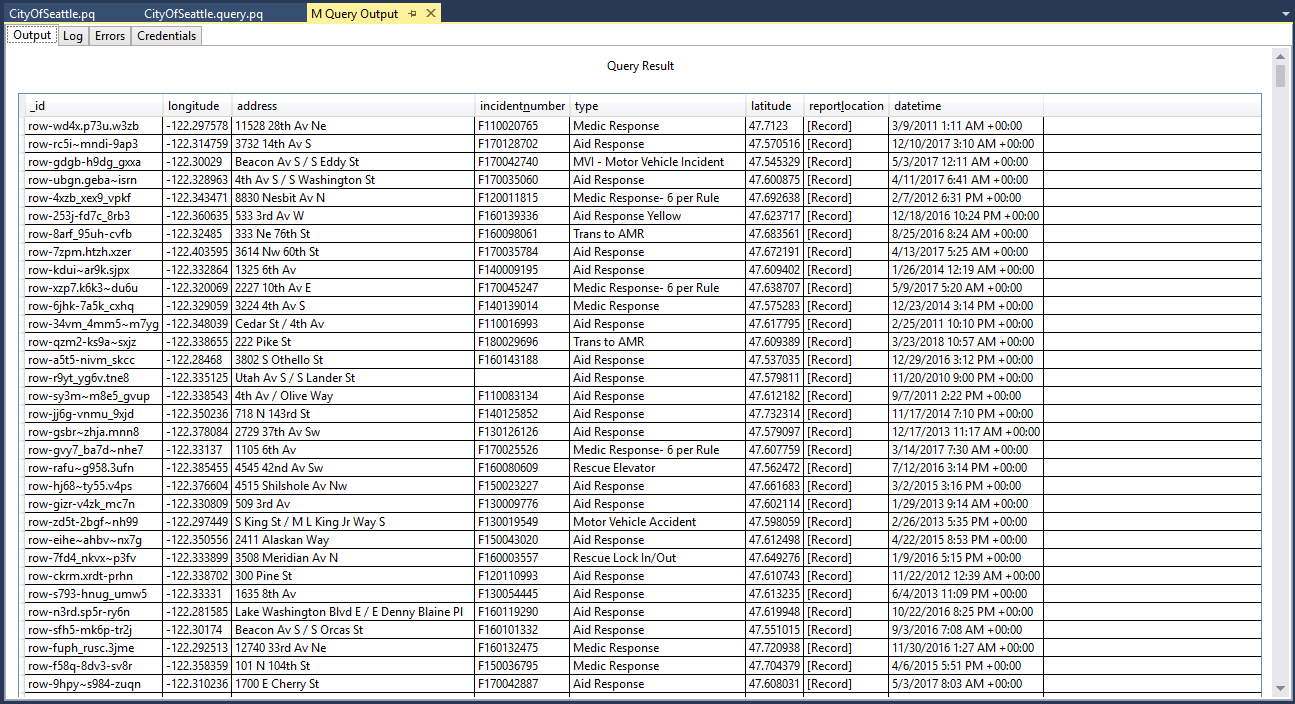 CityOfSeattle.pq CityOfSeattle.query.pq M Query Output
Output Log Errors Credentials
Query Result
_id longitude address incidentnumber type latitude reportlocation datetime
row-wd4x.p73u.w3zb -122.297578 11528 28th Av Ne F110020765 Medic Response 47.7123 [Record] 3/9/2011 1:11 AM +00:00
row-rc5i~mndi-9ap3 -122.314759 3732 14th Av S F170128702 Aid Response 47.570516 [Record] 12/10/2017 3:10 AM +00:00
row-gdgb-h9dg_gxxa -122.30029 Beacon Av S / S Eddy St F170042740 MVI - Motor Vehicle Incident 47.545329 [Record] 5/3/2017 12:11 AM +00:00
row-ubgn.geba~isrn -122.328963 4th Av S / S Washington St F170035060 Aid Response 47.600875 [Record] 4/11/2017 6:41 AM +00:00
row-4xzb_xex9_vpkf -122.343471 8830 Nesbit Av N F120011815 Medic Response- 6 per Rule 47.692638 [Record] 2/7/2012 6:31 PM +00:00
row-253j-fd7c_8rb3 -122.360635 533 3rd Av W F160139336 Aid Response Yellow 47.623717 [Record] 12/18/2016 10:24 PM +00:00
row-8arf_95uh-cvfb -122.32485 333 Ne 76th St F160098061 Trans to AMR 47.683561 [Record] 8/25/2016 8:24 AM +00:00
row-7zpm.htzh.xzer -122.403595 3614 Nw 60th St F170035784 Aid Response 47.672191 [Record] 4/13/2017 5:25 AM +00:00
row-kdui~ar9k.sjpx -122.332864 1325 6th Av F140009195 Aid Response 47.609402 [Record] 1/26/2014 12:19 AM +00:00
row-xzp7.k6k3~du6u -122.320069 2227 10th Av E F170045247 Medic Response- 6 per Rule 47.638707 [Record] 5/9/2017 5:20 AM +00:00
row-6jhk-7a5k_cxhq -122.329059 3224 4th Av S F140139014 Medic Response 47.575283 [Record] 12/23/2014 3:14 PM +00:00
row-34vm_4mm5~m7yg -122.348039 Cedar St / 4th Av F110016993 Aid Response 47.617795 [Record] 2/25/2011 10:10 PM +00:00
row-qzm2-ks9a~sxjz -122.338655 222 Pike St F180029696 Trans to AMR 47.609389 [Record] 3/23/2018 10:57 AM +00:00
row-a5t5-nivm_skcc -122.28468 3802 S Othello St F160143188 Aid Response 47.537035 [Record] 12/29/2016 3:12 PM +00:00
row-r9yt_yg6v.tne8 -122.335125 Utah Av S / S Lander St Aid Response 47.579811 [Record] 11/20/2010 9:00 PM +00:00
row-sy3m~m8e5_gvup -122.338543 4th Av / Olive Way F110083134 Aid Response 47.612182 [Record] 9/7/2011 2:22 PM +00:00
row-jj6g-vnmu_9xjd -122.350236 718 N 143rd St F140125852 Aid Response 47.732314 [Record] 11/17/2014 7:10 PM +00:00
row-gsbr~zhja.mnn8 -122.378084 2729 37th Av Sw F130126126 Aid Response 47.579097 [Record] 12/17/2013 11:17 AM +00:00
row-gvy7_ba7d~nhe7 -122.33137 1105 6th Av F170025526 Medic Response- 6 per Rule 47.607759 [Record] 3/14/2017 7:30 AM +00:00
row-rafu~g958.3ufn -122.385455 4545 42nd Av Sw F160080609 Rescue Elevator 47.562472 [Record] 7/12/2016 3:14 PM +00:00
row-hj68~ty55.v4ps -122.376604 4515 Shilshole Av Nw F150023227 Aid Response 47.661683 [Record] 3/2/2015 3:16 PM +00:00
row-gizr-v4zk_mc7n -122.330809 509 3rd Av F130009776 Aid Response 47.602114 [Record] 1/29/2013 9:14 AM +00:00
row-zd5t-2bgf~nh99 -122.297449 S King St / M L King Jr Way S F130019549 Motor Vehicle Accident 47.598059 [Record] 2/26/2013 5:35 PM +00:00
row-eihe~ahbv~nx7g -122.350556 2411 Alaskan Way F150043020 Aid Response 47.612498 [Record] 4/22/2015 8:53 PM +00:00
row-7fd4_nkvx~p3fv -122.333899 3508 Meridian Av N F160003557 Rescue Lock In/Out 47.649276 [Record] 1/9/2016 5:15 PM +00:00
row-ckrm.xrdt-prhn -122.338702 300 Pine St F120110993 Aid Response 47.610743 [Record] 11/22/2012 12:39 AM +00:00
row-s793-hnug_umw5 -122.33331 1635 8th Av F130054445 Aid Response 47.613235 [Record] 6/4/2013 11:09 PM +00:00
row-n3rd.sp5r-ry6n -122.281585 Lake Washington Blvd E / E Denny Blaine Pl F160119290 Aid Response 47.619948 [Record] 10/22/2016 8:25 PM +00:00
row-sfh5-mk6p-tr2j -122.30174 Beacon Av S / S Orcas St F160101332 Aid Response 47.551015 [Record] 9/3/2016 7:08 AM +00:00
row-fuph_rusc.3jme -122.292513 12740 33rd Av Ne F160132475 Medic Response 47.720938 [Record] 11/30/2016 1:27 AM +00:00
row-f58q-8dv3-sv8r -122.358359 101 N 104th St F150036795 Medic Response 47.704379 [Record] 4/6/2015 5:51 PM +00:00
row-9hpy~s984-zuqn -122.310236 1700 E Cherry St F170042887 Aid Response 47.608031 [Record] 5/3/2017 8:03 AM +00:00